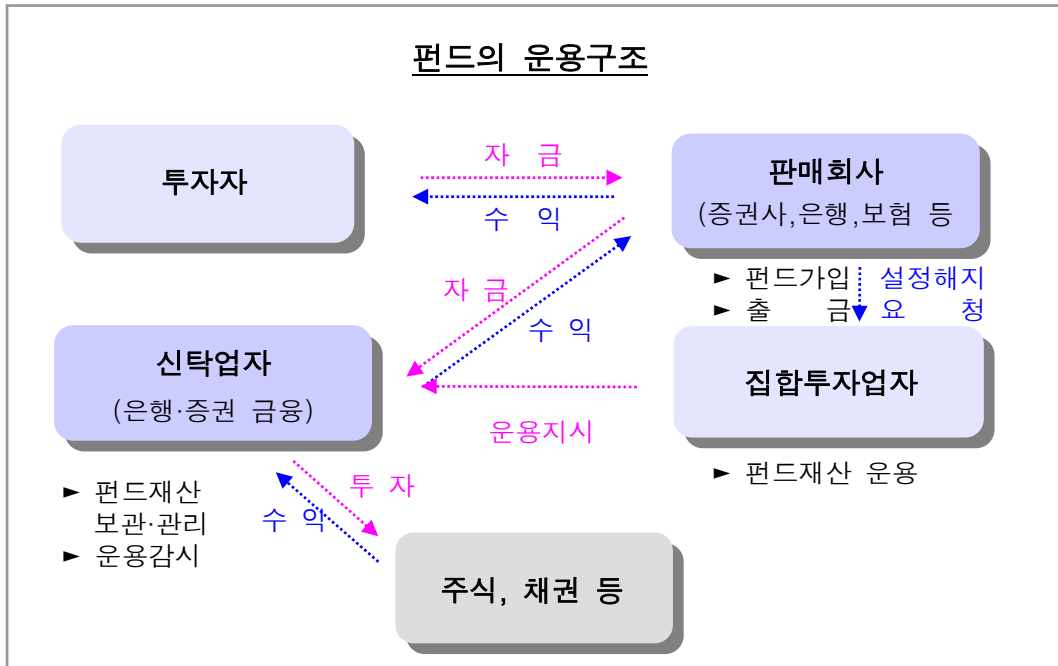 펀드의 운용구조
투자자
자 금
수 익
판매회사
(증권사,은행,보험 등
► 펀드가입
► 출 금
설정해지
요 청
자 금
수 익
신탁업자
(은행·증권 금융)
집합투자업자
운용지시
► 펀드재산 운용
► 펀드재산
보관·관리
► 운용감시
투 자
수 익
주식, 채권 등